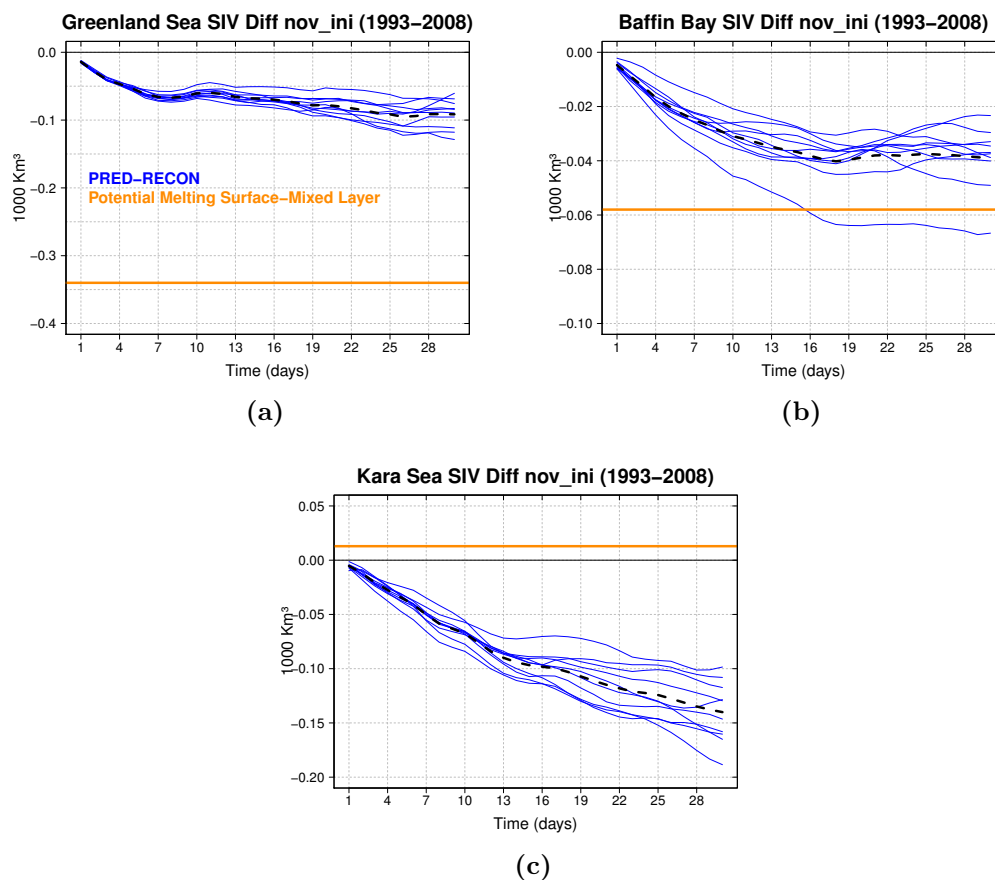 Greenland Sea SIV Diff nov_ini (1993−2008)
0.0
−0.1
−0.2
−0.3
−0.4
1000 Km³
PRED−RECON
Potential Melting Surface−Mixed Layer
1 4 7 10 13 16 19 22 25 28
Time (days)
(a)
Baffin Bay SIV Diff nov_ini (1993−2008)
0.00
−0.02
−0.04
−0.06
−0.08
−0.10
1000 Km³
1 4 7 10 13 16 19 22 25 28
Time (days)
(b)
Kara Sea SIV Diff nov_ini (1993−2008)
0.05
0.00
−0.05
−0.10
−0.15
−0.20
1000 Km³
1 4 7 10 13 16 19 22 25 28
Time (days)
(c)